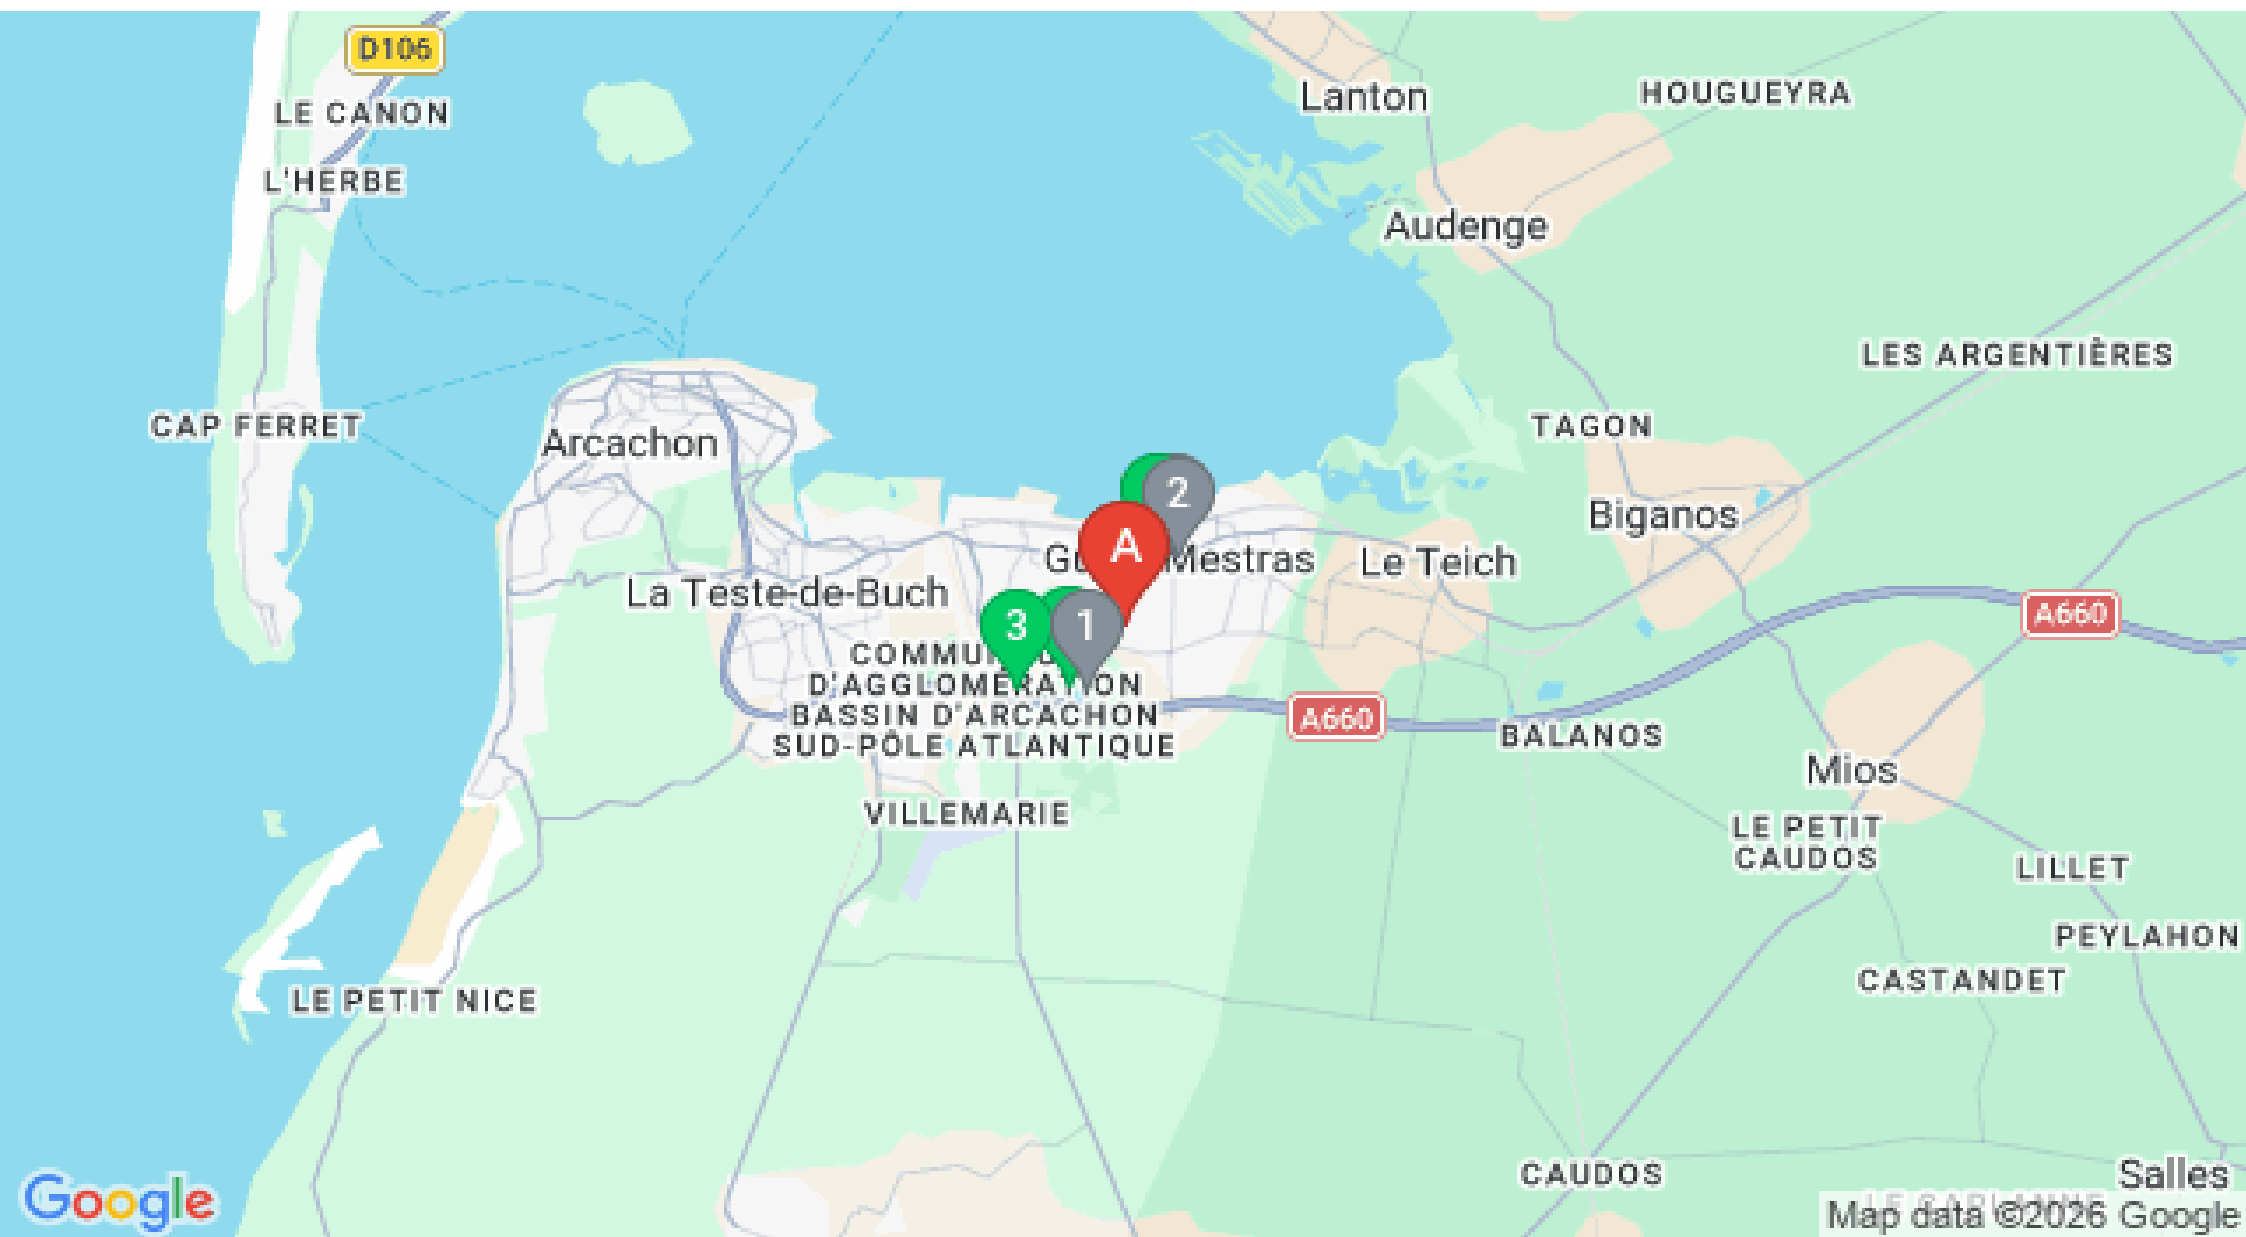 D106
LE CANON
L'HERBE
Lanton
HOUGUEYRA
Audenge
LES ARGENTIÈRES
CAP FERRET
Arcachon
TAGON
2
Biganos
A
Mestras
Le Teich
La Teste-de-Buch
3
1
A660
D'AGGLOMÉRATION
BASSIN D'ARCACHON
SUD-PÔLE ATLANTIQUE
A660
BALANOS
Mios
VILLEMARIE
LE PETIT
CAUDOS
LILLET
PEYLAHON
CASTANDET
LE PETIT NICE
CAUDOS
Salles
Google
Map data ©2026 Google